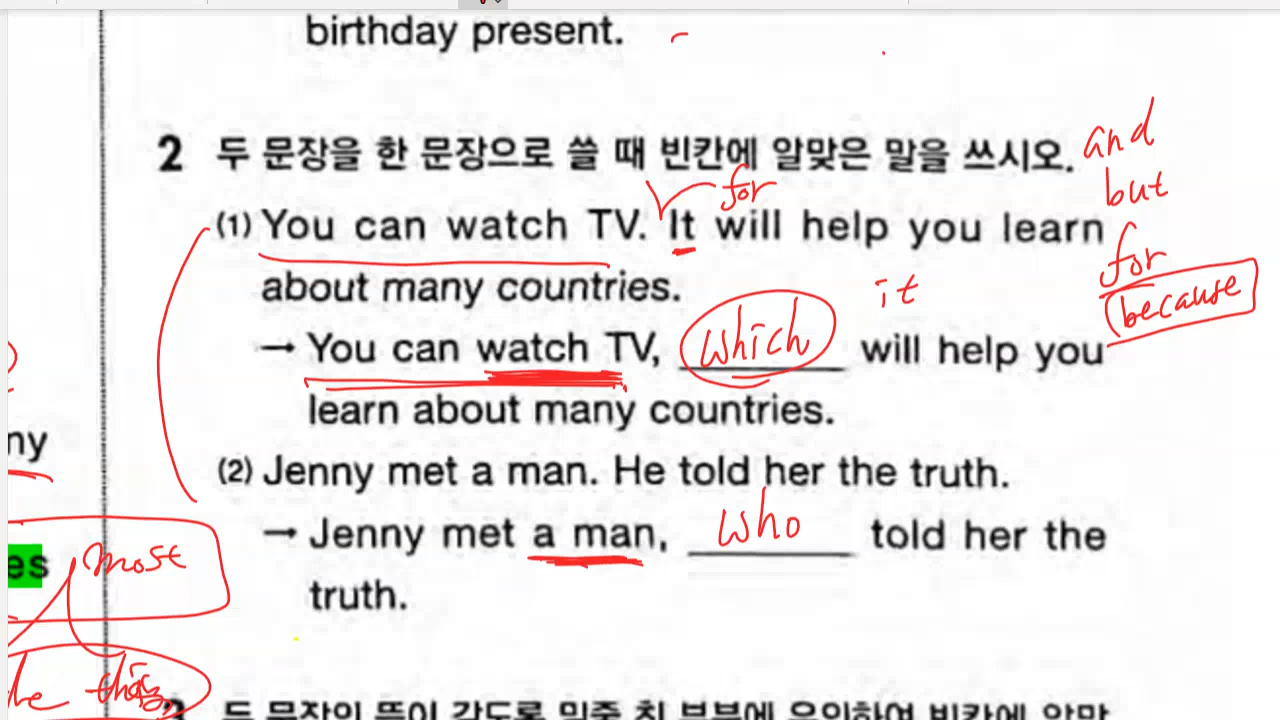 birthday present.
2 두 문장을 한 문장으로 쓸 때 빈칸에 알맞은 말을 쓰시오.
and
but
for
because
for
(1) You can watch TV. It will help you learn
about many countries.
it
→ You can watch TV, which will help you
learn about many countries.
ny
(2) Jenny met a man. He told her the truth.
→ Jenny met a man, who told her the
truth.
es
most
he